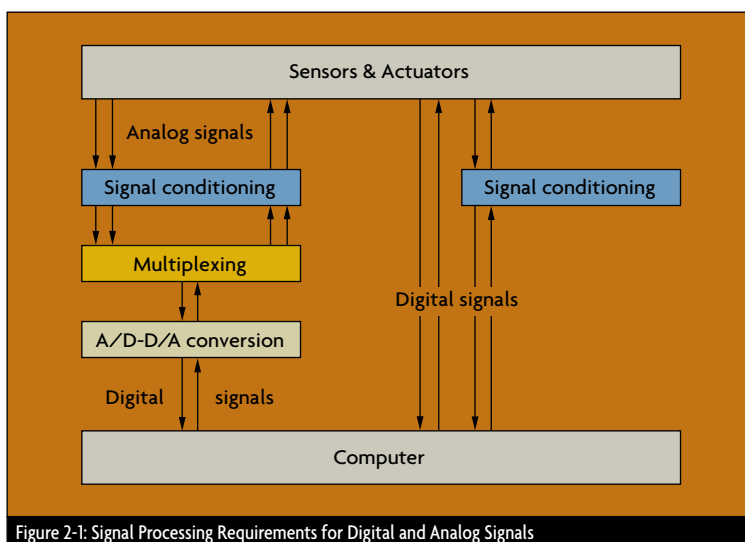 Sensors & Actuators
Analog signals
Signal conditioning
Signal conditioning
Multiplexing
Digital signals
A/D-D/A conversion
Digital signals
Computer
Figure 2-1: Signal Processing Requirements for Digital and Analog Signals